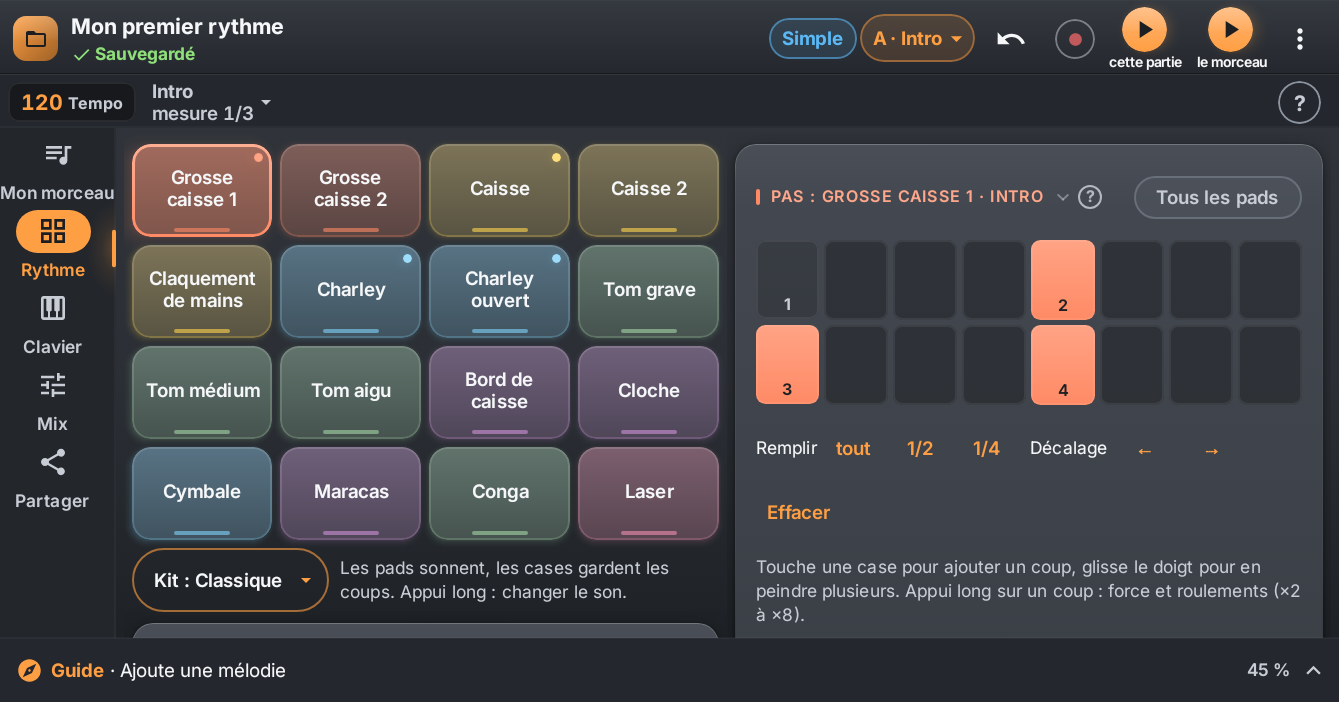 Mon premier rythme
Sauvegardé
Simple
A · Intro
cette partie
le morceau
120 Tempo
Intro
mesure 1/3
?
Mon morceau
Rythme
Clavier
Mix
Partager
Grosse
caisse 1
Grosse
caisse 2
Caisse
Caisse 2
Claquement
de mains
Charley
Charley
ouvert
Tom grave
Tom médium
Tom aigu
Bord de
caisse
Cloche
Cymbale
Maracas
Conga
Laser
Kit : Classique
Les pads sonnent, les cases gardent les
coups. Appui long : changer le son.
PAS : GROSSE CAISSE 1 · INTRO
?
Tous les pads
1
2
3
4
Remplir tout 1/2 1/4 Décalage ← →
Effacer
Touche une case pour ajouter un coup, glisse le doigt pour en
peindre plusieurs. Appui long sur un coup : force et roulements (×2
à ×8).
Guide · Ajoute une mélodie
45 %